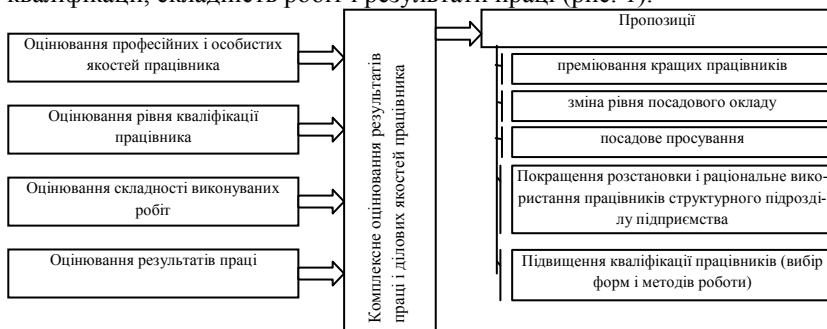 кваліфікації, складність робіт і результати праці (рис. 1).
Оцінювання професійних і особистих
якостей працівника
Оцінювання рівня кваліфікації
працівника
Оцінювання складності виконуваних
робіт
Оцінювання результатів праці
Комплексне оцінювання результатів
праці і ділових якостей працівника
Пропозиції
преміювання кращих працівників
зміна рівня посадового окладу
посадове просування
Покращення розстановки і раціональне вико-
ристання працівників структурного підрозді-
лу підприємства
Підвищення кваліфікації працівників (вибір
форм і методів роботи)